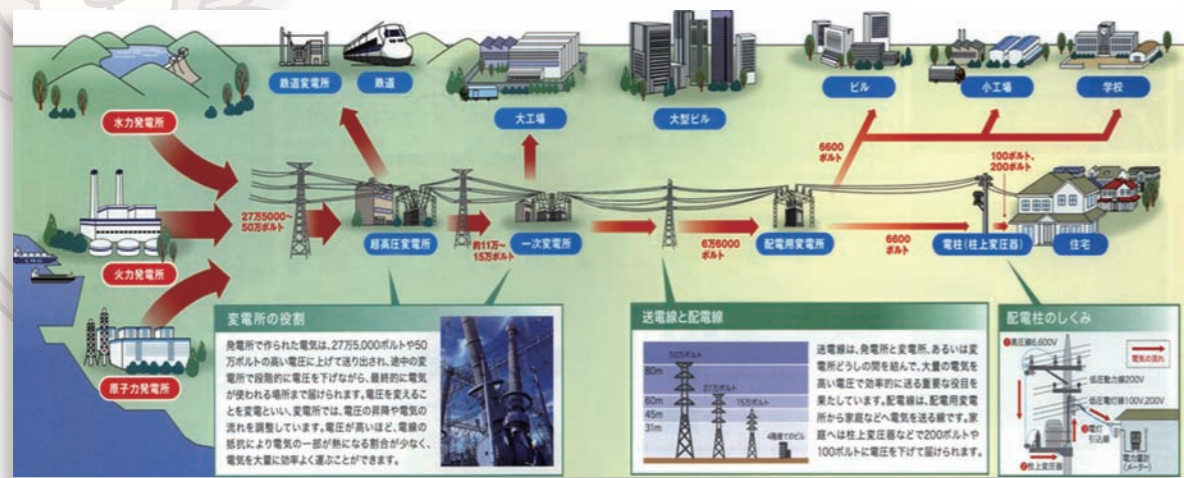 水力発電所
火力発電所
原子力発電所
27万5000〜
50万ボルト
鉄道変電所
鉄道
超高圧変電所
約11万〜
15万ボルト
大工場
一次変電所
大型ビル
6万6000
ボルト
配電用変電所
6600
ボルト
ビル
小工場
学校
6600
ボルト
100ボルト、
200ボルト
電柱(柱上変圧器)
住宅
変電所の役割
発電所で作られた電気は、27万5,000ボルトや50
万ボルトの高い電圧に上げて送り出され、途中の変
電所で段階的に電圧を下げながら、最終的に電気
が使われる場所まで届けられます。電圧を変えるこ
とを変電といい、変電所では、電圧の昇降や電気の
流れを調整しています。電圧が高いほど、電線の
抵抗により電気の一部が熱になる割合が少なく、
電気を大量に効率よく運ぶことができます。
送電線と配電線
50万ボルト
27万ボルト
15万ボルト
80m
60m
45m
31m
4階建てのビル
送電線は、発電所と変電所、あるいは変
電所どうしの間を結んで、大量の電気を
高い電圧で効率的に送る重要な役目を
果たしています。配電線は、配電用変電
所から家庭などへ電気を送る線です。家
庭へは柱上変圧器などで200ボルトや
100ボルトに電圧を下げて届けられます。
配電柱のしくみ
❶高圧線6,600V
電気の流れ
低圧動力線200V
低圧電灯線100V,200V
❸電灯
引込線
❷柱上変圧器
電力量計
(メーター)
LNG